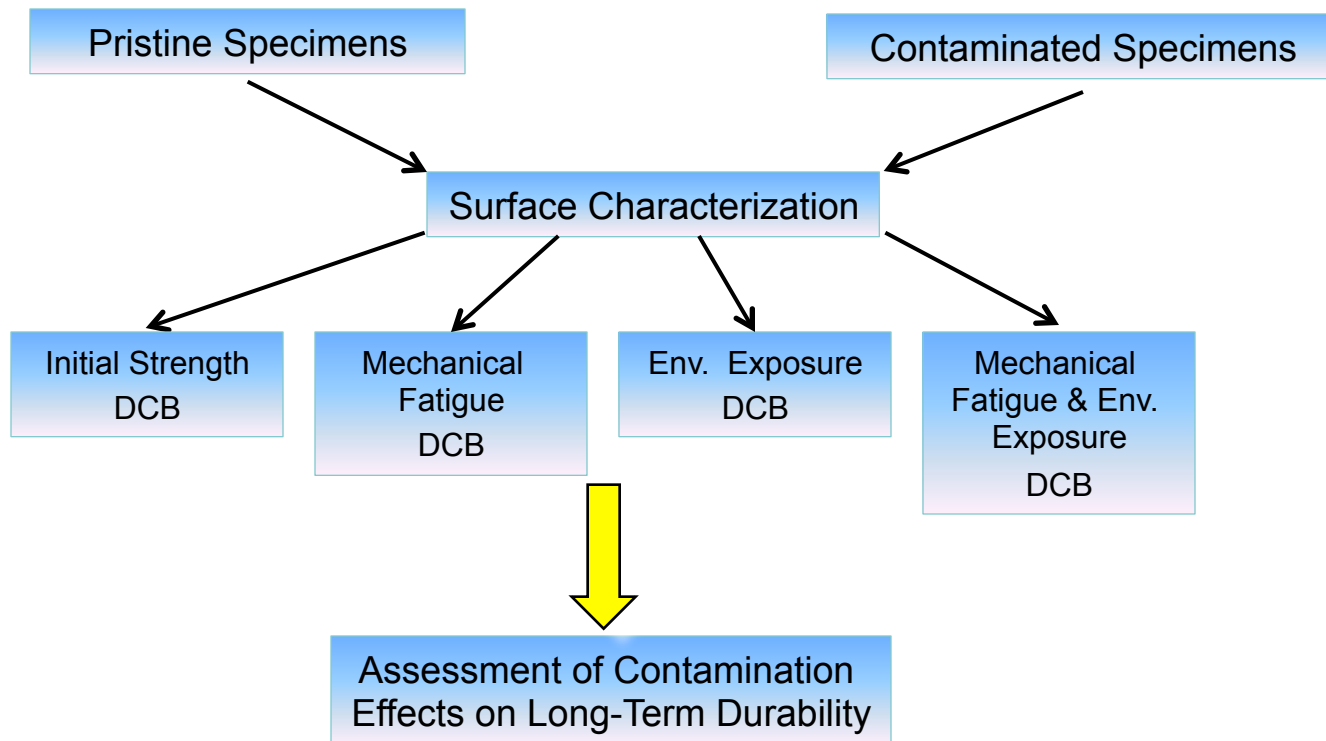 Pristine Specimens
Contaminated Specimens
Surface Characterization
Initial Strength
DCB
Mechanical
Fatigue
DCB
Env. Exposure
DCB
Mechanical
Fatigue & Env.
Exposure
DCB
Assessment of Contamination
Effects on Long-Term Durability